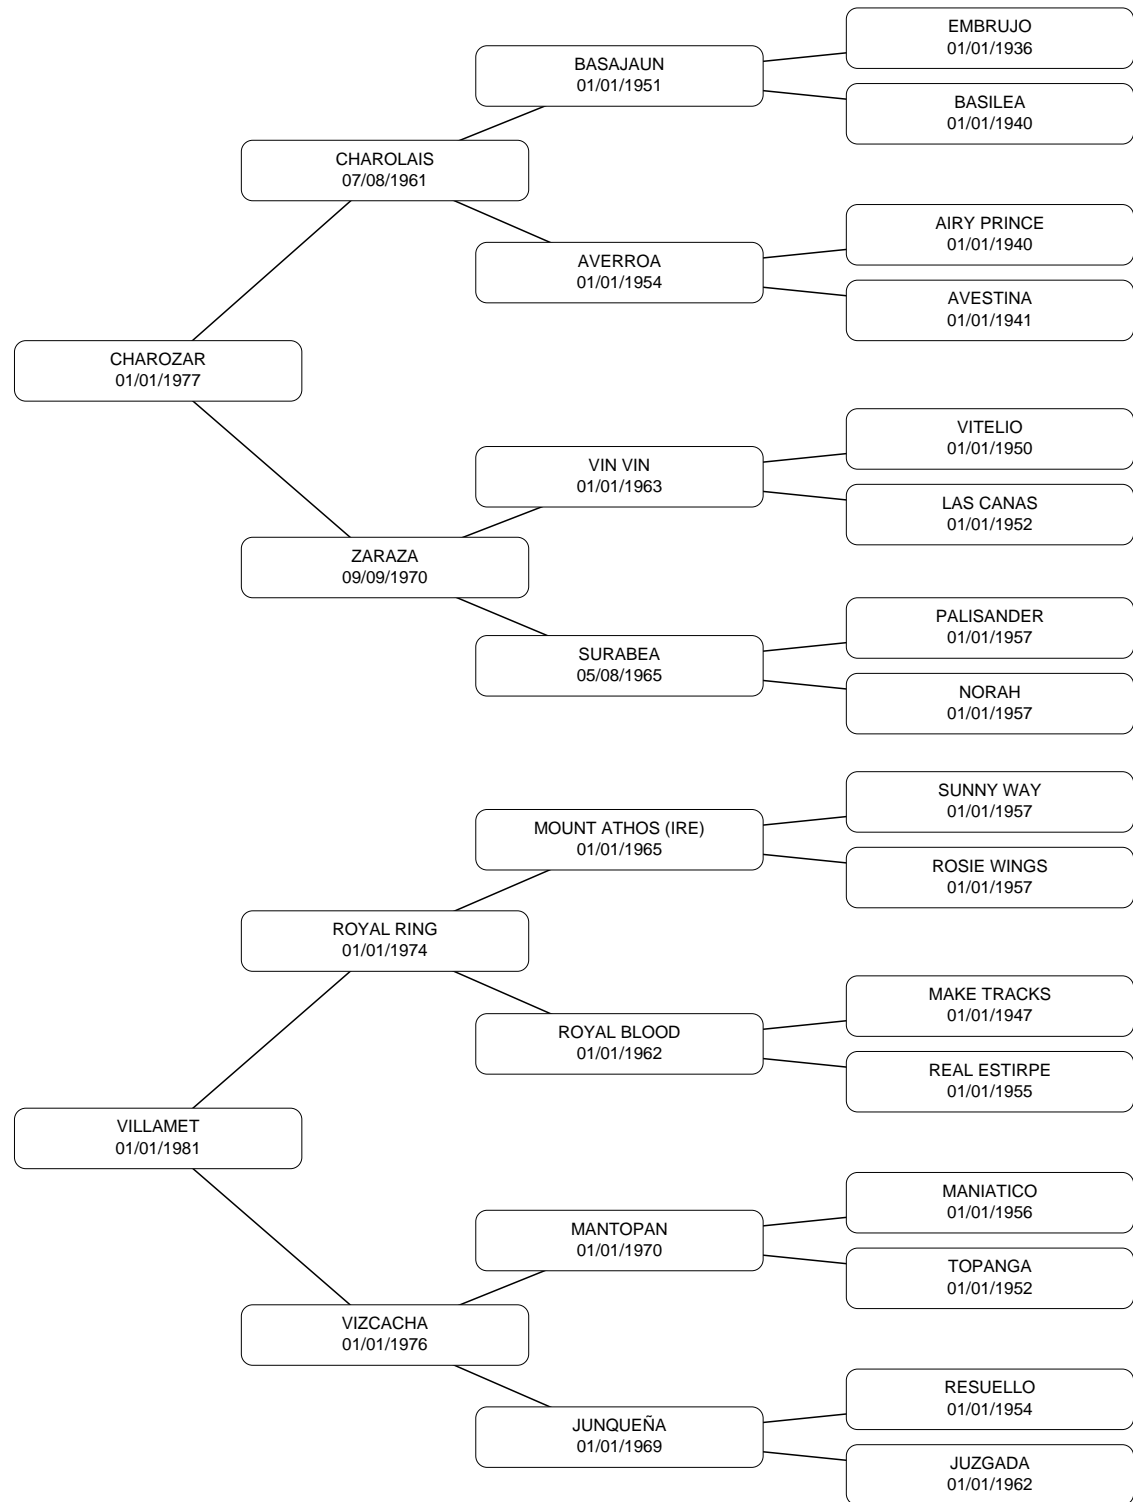 EMBRUJO
01/01/1936
BASAJAUN
01/01/1951
BASILEA
01/01/1940
CHAROLAIS
07/08/1961
AIRY PRINCE
01/01/1940
AVERROA
01/01/1954
AVESTINA
01/01/1941
CHAROZAR
01/01/1977
VITELIO
01/01/1950
VIN VIN
01/01/1963
LAS CANAS
01/01/1952
ZARAZA
09/09/1970
PALISANDER
01/01/1957
SURABEA
05/08/1965
NORAH
01/01/1957
SUNNY WAY
01/01/1957
MOUNT ATHOS (IRE)
01/01/1965
ROSIE WINGS
01/01/1957
ROYAL RING
01/01/1974
MAKE TRACKS
01/01/1947
ROYAL BLOOD
01/01/1962
REAL ESTIRPE
01/01/1955
VILLAMET
01/01/1981
MANIATICO
01/01/1956
MANTOPAN
01/01/1970
TOPANGA
01/01/1952
VIZCACHA
01/01/1976
RESUELLO
01/01/1954
JUNQUEÑA
01/01/1969
JUZGADA
01/01/1962